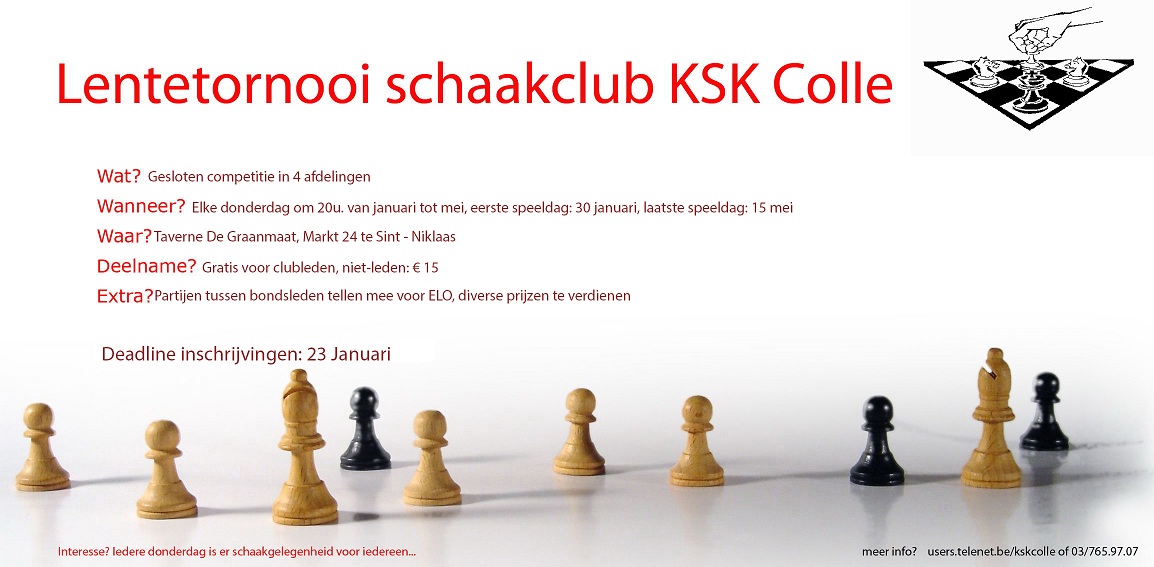 Lentetornooi schaakclub KSK Colle
Wat? Gesloten competitie in 4 afdelingen
Wanneer? Elke donderdag om 20u. van januari tot mei, eerste speeldag: 30 januari, laatste speeldag: 15 mei
Waar? Taverne De Graanmaat, Markt 24 te Sint - Niklaas
Deelname? Gratis voor clubleden, niet-leden: € 15
Extra? Partijen tussen bondsleden tellen mee voor ELO, diverse prijzen te verdienen
Deadline inschrijvingen: 23 Januari
Interesse? Iedere donderdag is er schaakgelegenheid voor iedereen...
meer info? users.telenet.be/kskcolle of 03/765.97.07